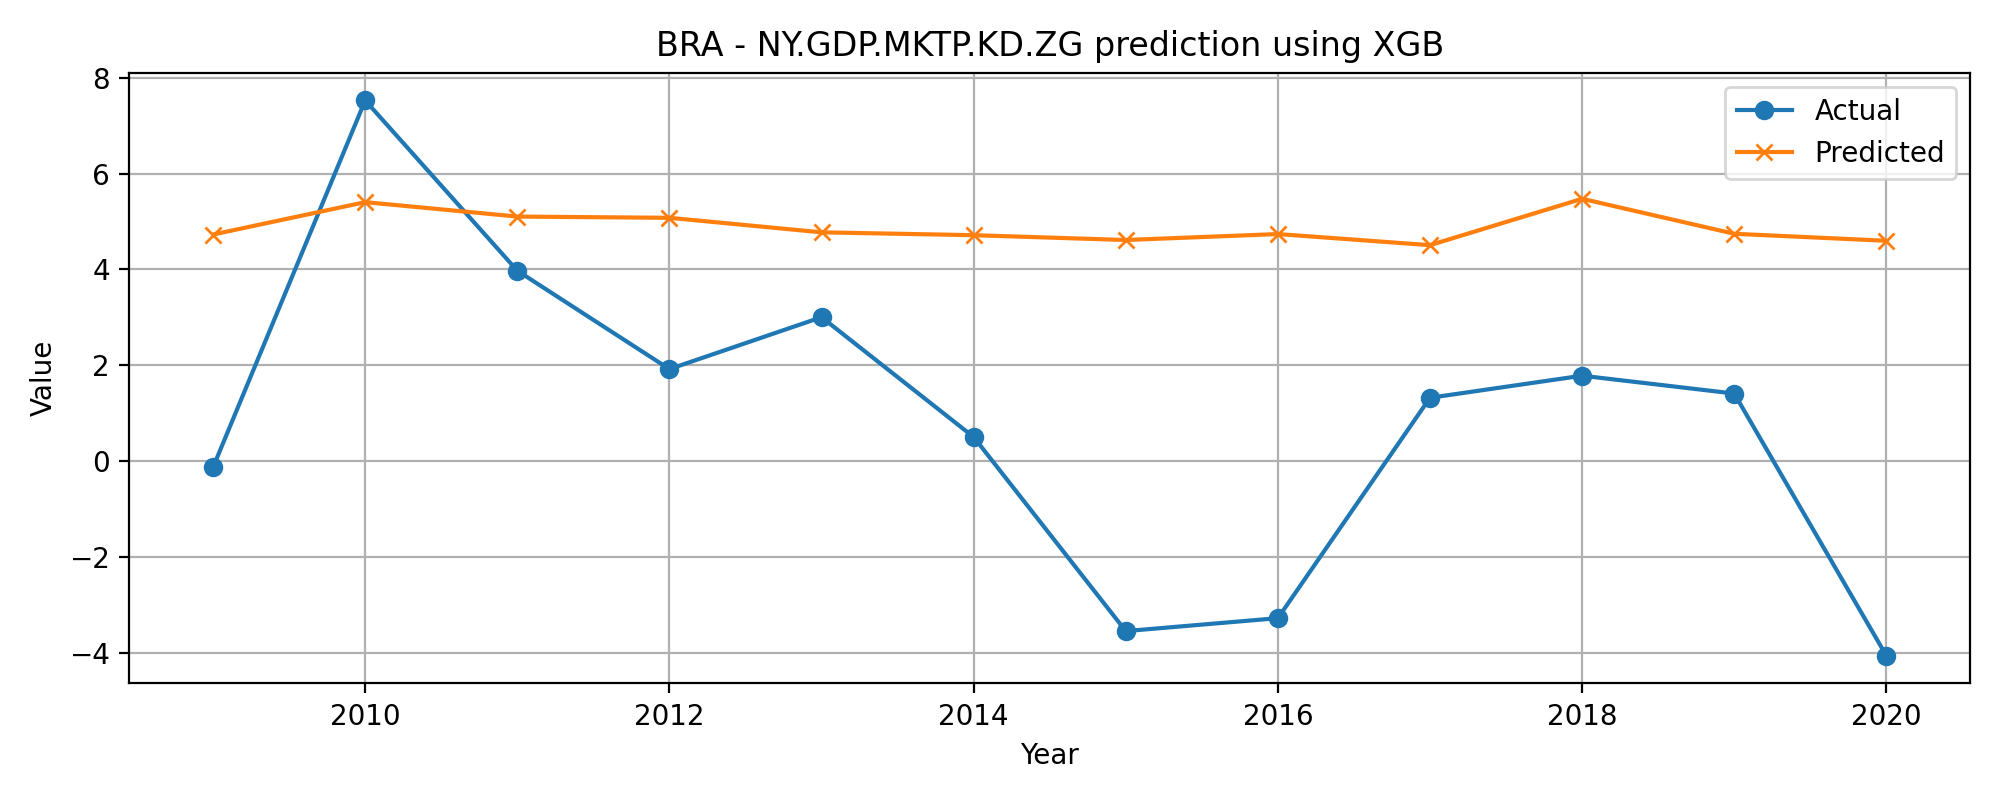 BRA - NY.GDP.MKTP.KD.ZG prediction using XGB
Actual
Predicted
Value
8
6
4
2
0
−2
−4
2010 2012 2014 2016 2018 2020
Year